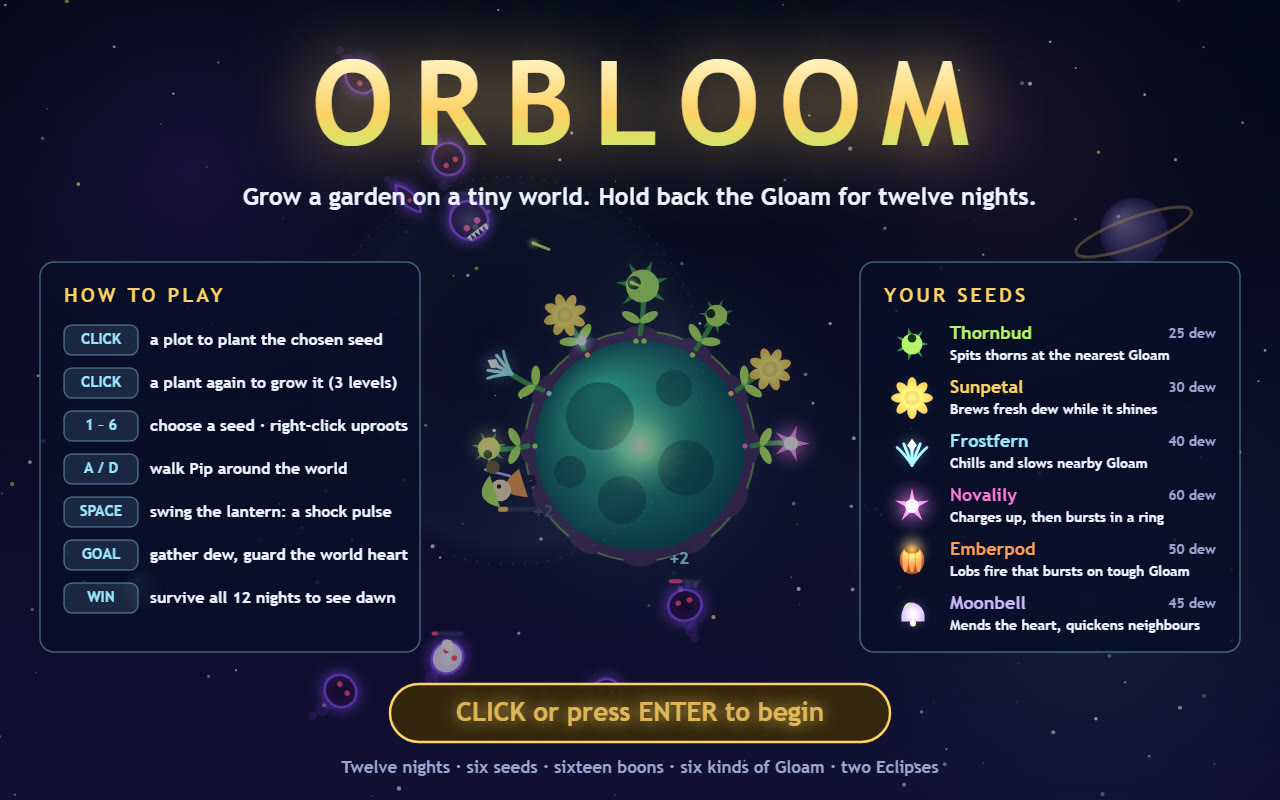 ORBLOOM
Grow a garden on a tiny world. Hold back the Gloam for twelve nights.
HOW TO PLAY
CLICK a plot to plant the chosen seed
CLICK a plant again to grow it (3 levels)
1 - 6 choose a seed · right-click uproots
A / D walk Pip around the world
SPACE swing the lantern: a shock pulse
GOAL gather dew, guard the world heart
WIN survive all 12 nights to see dawn
+2
+2
YOUR SEEDS
Thornbud 25 dew
Spits thorns at the nearest Gloam
Sunpetal 30 dew
Brews fresh dew while it shines
Frostfern 40 dew
Chills and slows nearby Gloam
Novalily 60 dew
Charges up, then bursts in a ring
Emberpod 50 dew
Lobs fire that bursts on tough Gloam
Moonbell 45 dew
Mends the heart, quickens neighbours
CLICK or press ENTER to begin
Twelve nights · six seeds · sixteen boons · six kinds of Gloam · two Eclipses